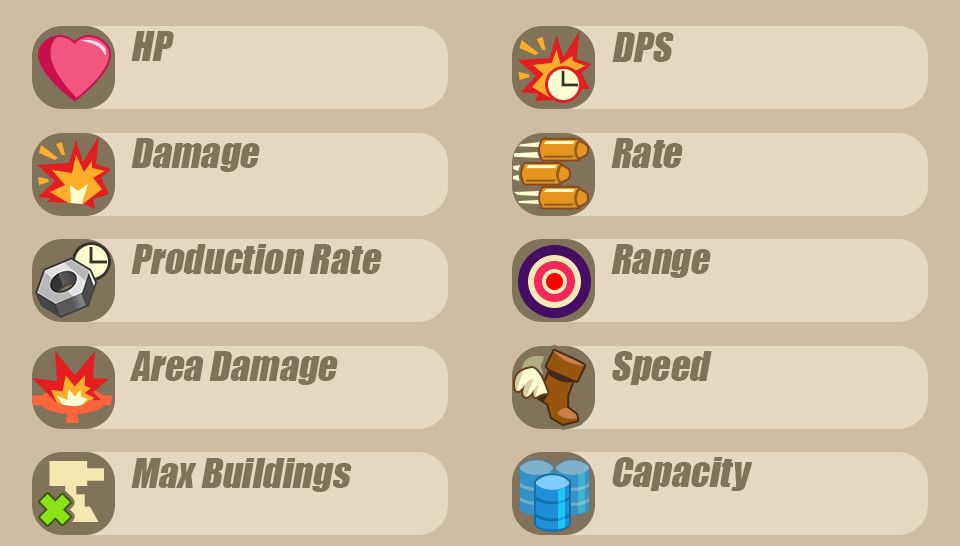 HP
DPS
Damage
Rate
Production Rate
Range
Area Damage
Speed
Max Buildings
Capacity